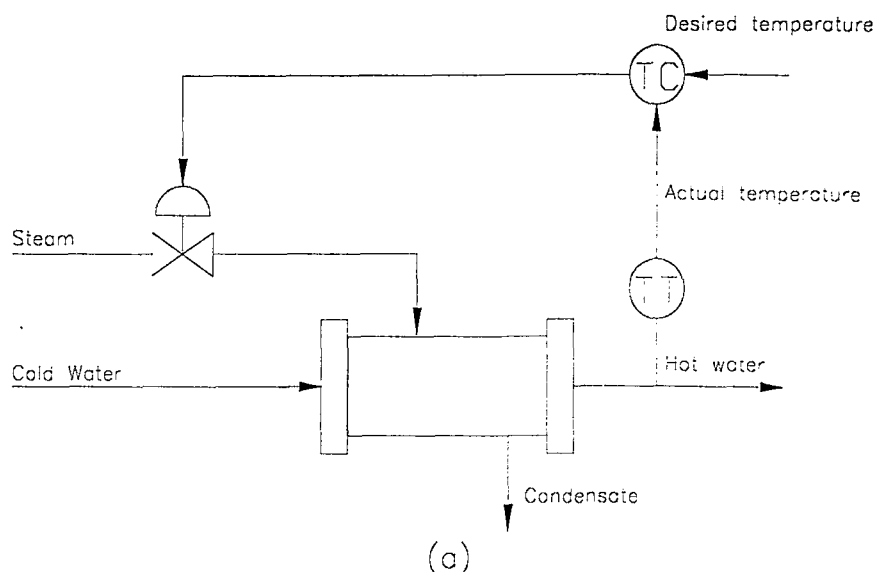 Desired temperature
TC
Actual temperature
Steam
TT
Cold Water
Hot water
Condensate
(a)